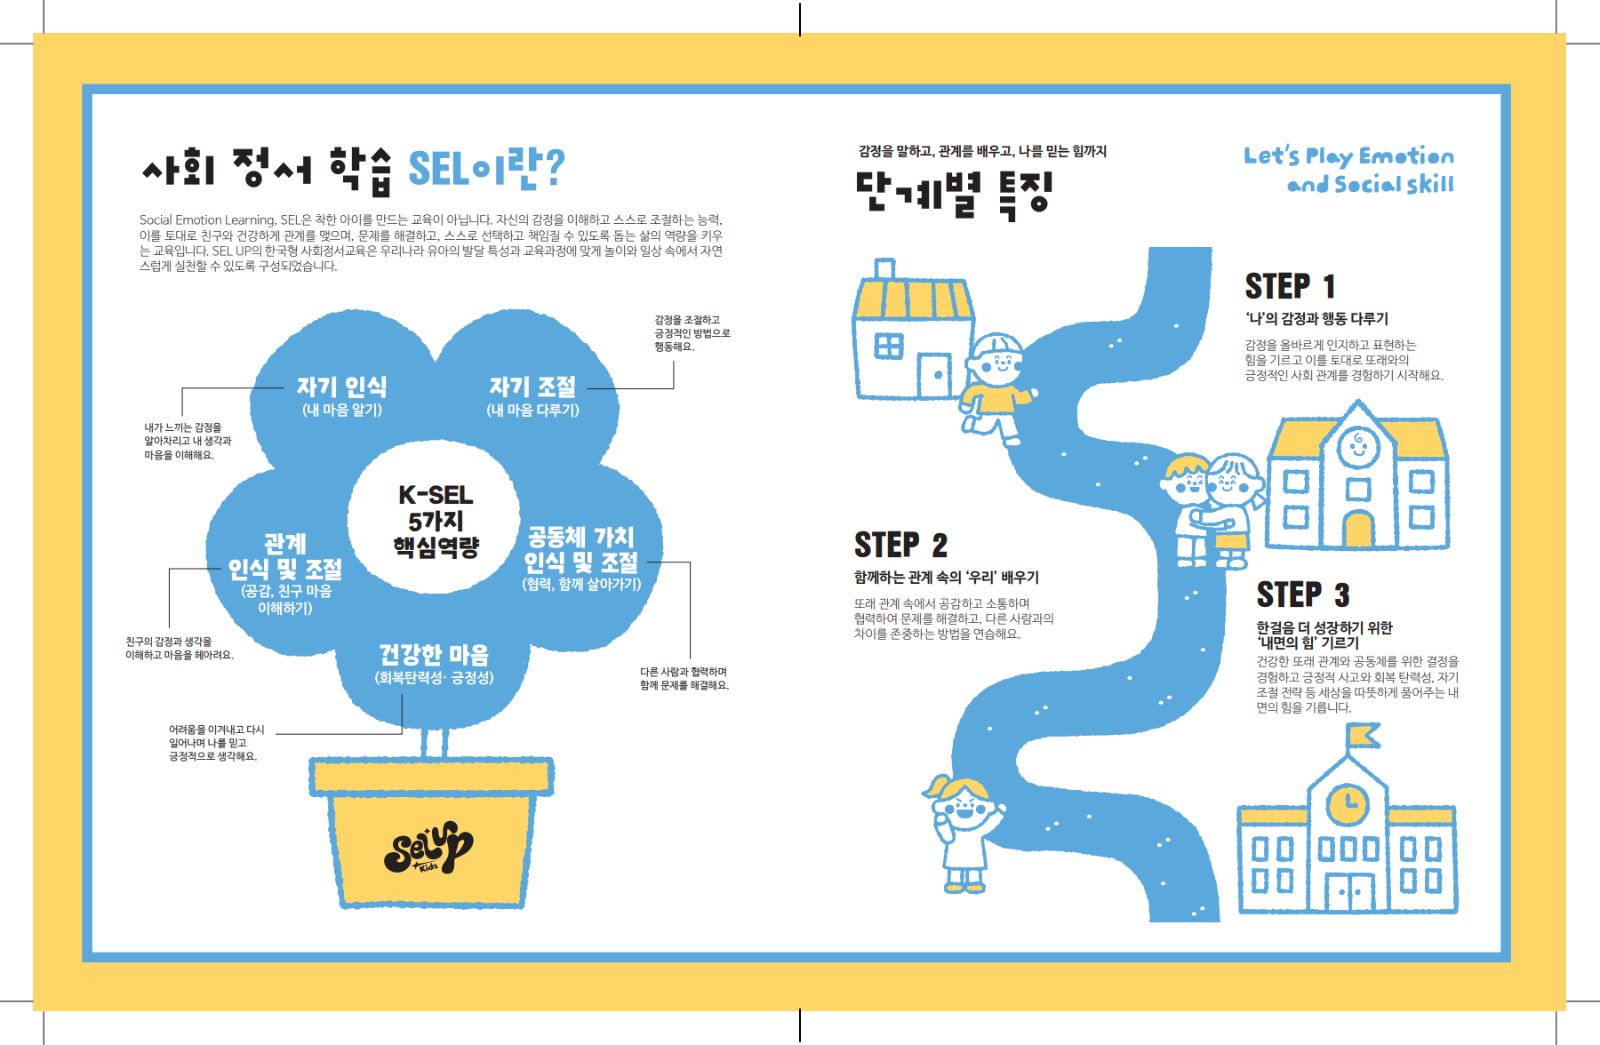 사회 정서 학습 SEL이란?
Social Emotion Learning, SEL은 착한 아이를 만드는 교육이 아닙니다. 자신의 감정을 이해하고 스스로 조절하는 능력,
이를 토대로 친구와 건강하게 관계를 맺으며, 문제를 해결하고, 스스로 선택하고 책임질 수 있도록 돕는 삶의 역량을 키우
는 교육입니다. SEL UP의 한국형 사회정서교육은 우리나라 유아의 발달 특성과 교육과정에 맞게 놀이와 일상 속에서 자연
스럽게 실천할 수 있도록 구성되었습니다.
감정을 조절하고
긍정적인 방법으로
행동해요.
자기 인식
(내 마음 알기)
자기 조절
(내 마음 다루기)
내가 느끼는 감정을
알아차리고 내 생각과
마음을 이해해요.
K-SEL
5가지
핵심역량
관계
인식 및 조절
(공감, 친구 마음
이해하기)
공동체 가치
인식 및 조절
(협력, 함께 살아가기)
친구의 감정과 생각을
이해하고 마음을 헤아려요.
건강한 마음
(회복탄력성· 긍정성)
다른 사람과 협력하며
함께 문제를 해결해요.
어려움을 이겨내고 다시
일어나며 나를 믿고
긍정적으로 생각해요.
SELUP
Kids
감정을 말하고, 관계를 배우고, 나를 믿는 힘까지
단계별 특징
Let's Play Emotion
and Social skill
STEP 1
'나'의 감정과 행동 다루기
감정을 올바르게 인지하고 표현하는
힘을 기르고 이를 토대로 또래와의
긍정적인 사회 관계를 경험하기 시작해요.
STEP 2
함께하는 관계 속의 '우리' 배우기
또래 관계 속에서 공감하고 소통하며
협력하여 문제를 해결하고, 다른 사람과의
차이를 존중하는 방법을 연습해요.
STEP 3
한걸음 더 성장하기 위한
'내면의 힘' 기르기
건강한 또래 관계와 공동체를 위한 결정을
경험하고 긍정적 사고와 회복 탄력성, 자기
조절 전략 등 세상을 따뜻하게 품어주는 내
면의 힘을 기릅니다.